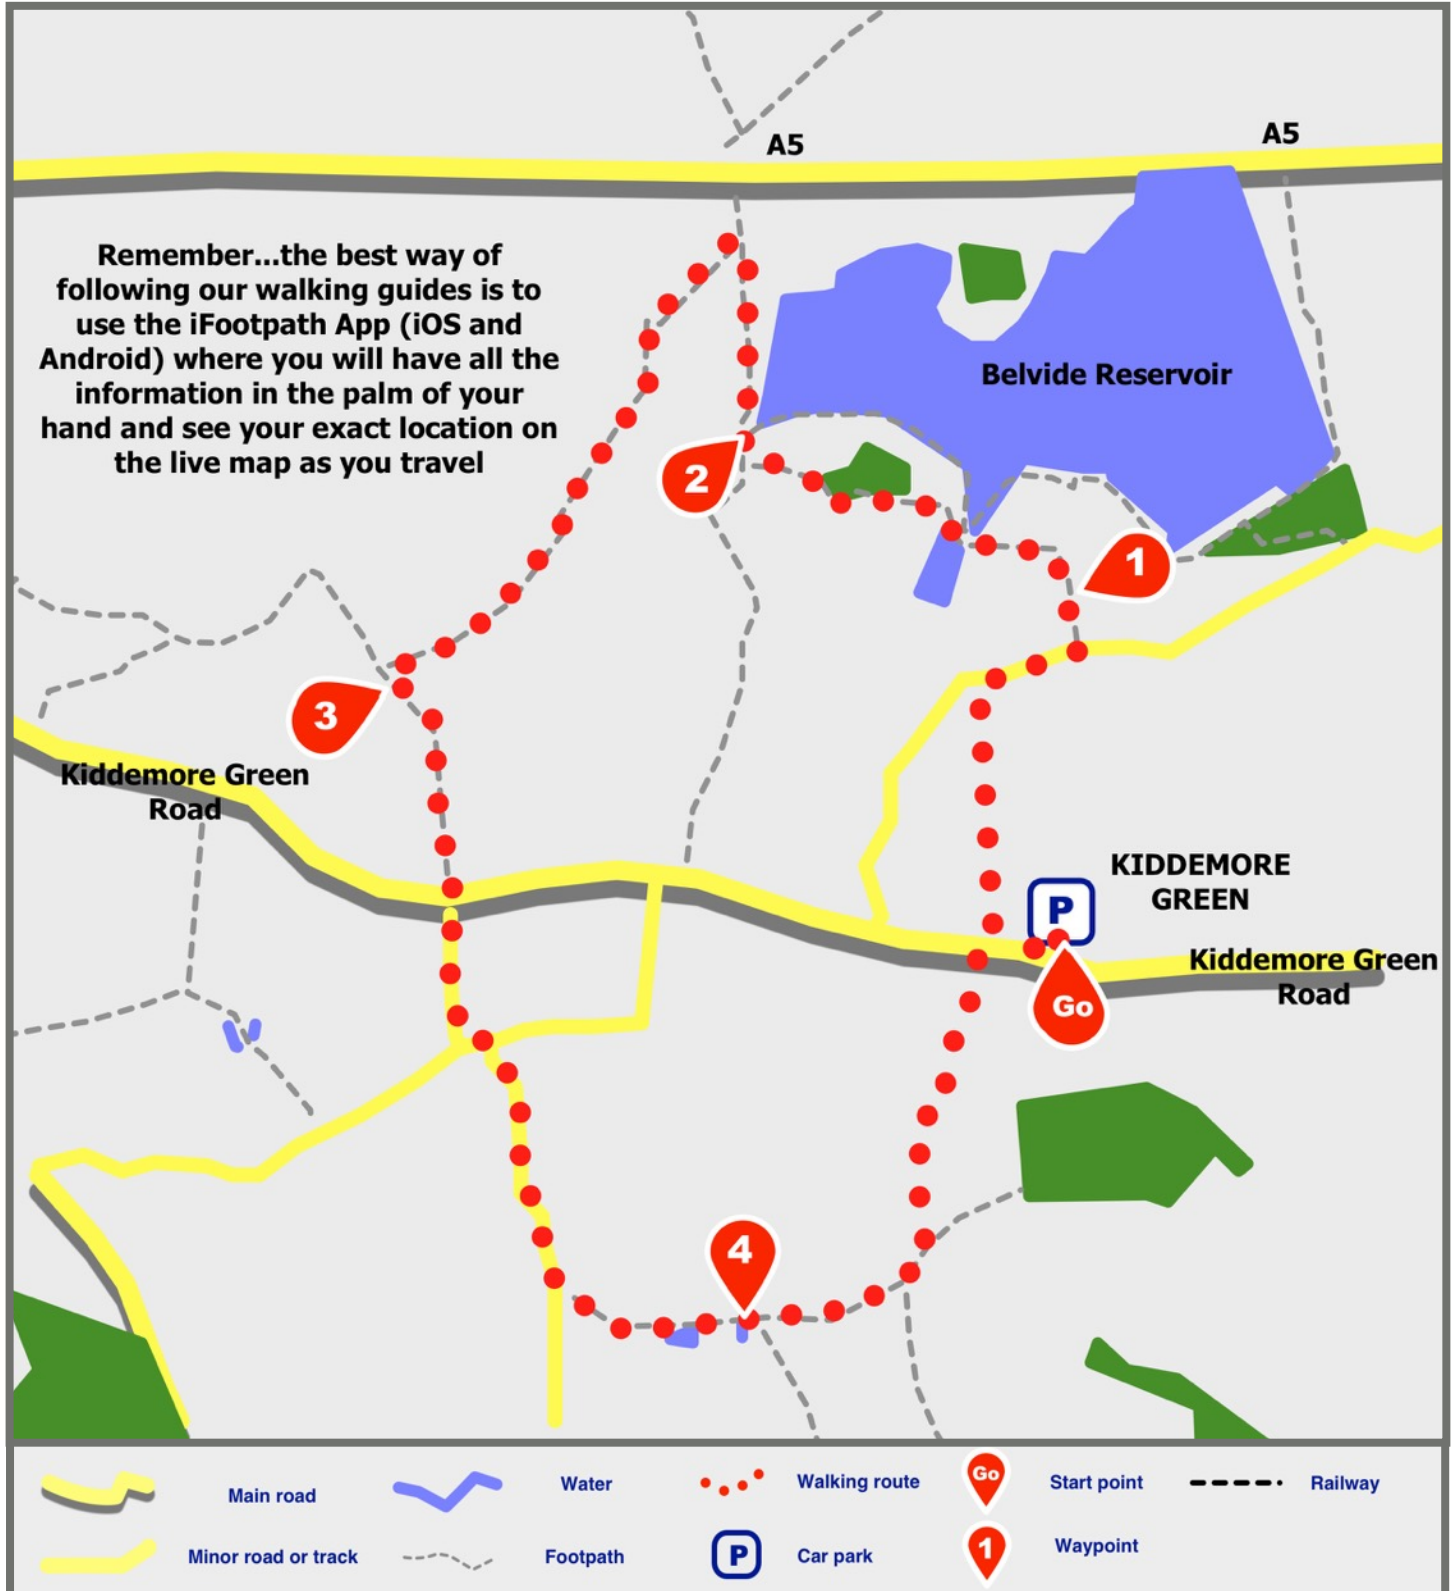 A5
A5
Remember...the best way of
following our walking guides is to
use the iFootpath App (iOS and
Android) where you will have all the
information in the palm of your
hand and see your exact location on
the live map as you travel
Belvide Reservoir
2
1
3
Kiddemore Green
Road
KIDDEMORE
GREEN
P
Kiddemore Green
Road
Go
4
Main road
Water
Walking route
Go
Start point
Railway
Minor road or track
Footpath
P
Car park
1
Waypoint